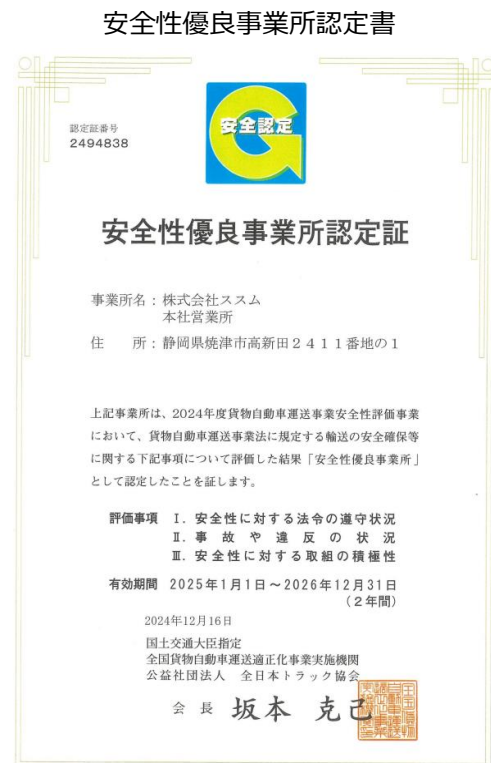 安全性優良事業所認定書
認定証番号
2494838
安全認定
安全性優良事業所認定証
事業所名：株式会社ススム
本社営業所
住　所：静岡県焼津市高新田２４１１番地の１
上記事業所は、2024年度貨物自動車運送事業安全性評価事業
において、貨物自動車運送事業法に規定する輸送の安全確保等
に関する下記事項について評価した結果「安全性優良事業所」
として認定したことを証します。
評価事項　Ⅰ．安全性に対する法令の遵守状況
Ⅱ．事故や違反の状況
Ⅲ．安全性に対する取組の積極性
有効期間　2025年1月1日～2026年12月31日
（２年間）
2024年12月16日
国土交通大臣指定
全国貨物自動車運送適正化事業実施機関
公益社団法人　全日本トラック協会
会長　坂本　克己